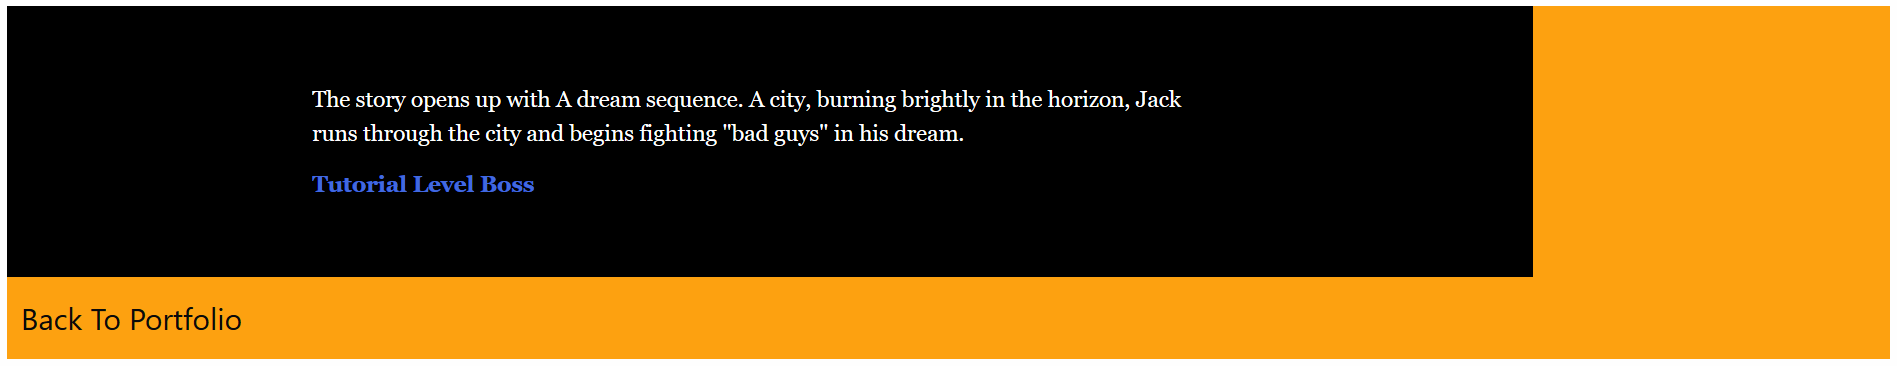 The story opens up with A dream sequence. A city, burning brightly in the horizon, Jack
runs through the city and begins fighting "bad guys" in his dream.
Tutorial Level Boss
Back To Portfolio